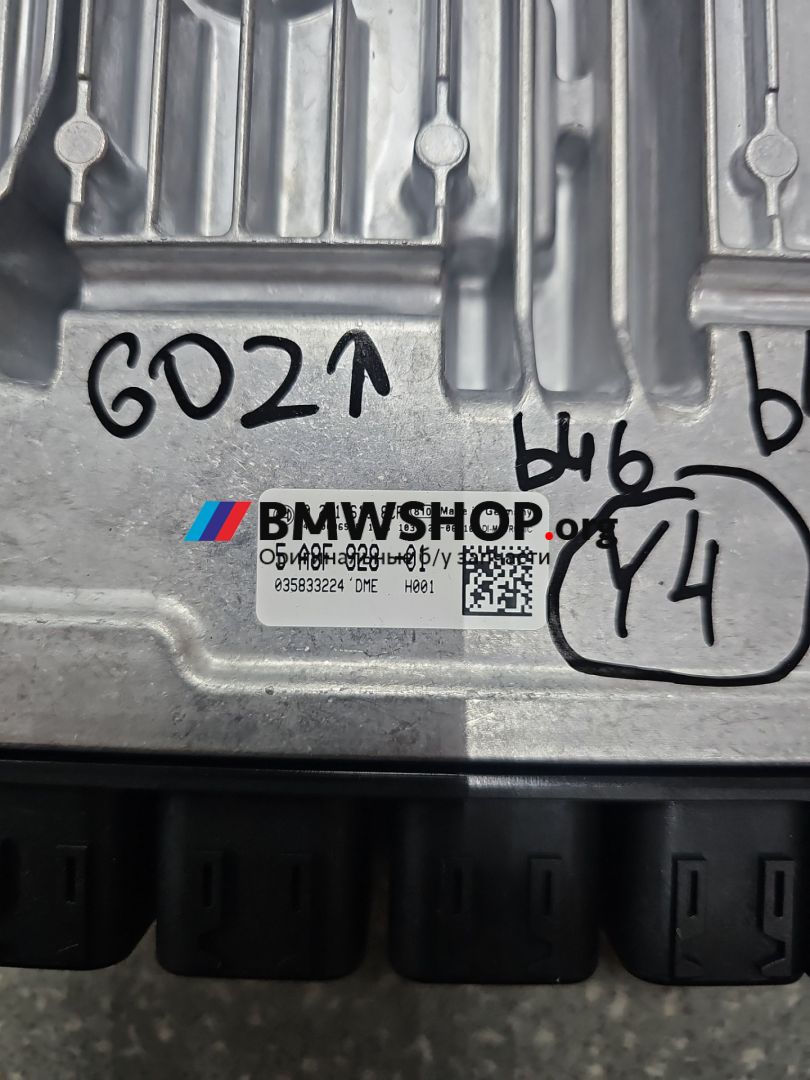 GD2↑
b46
BMWSHOP.org
Оригинальные б/у запчасти
035833224 DME H001
Y4